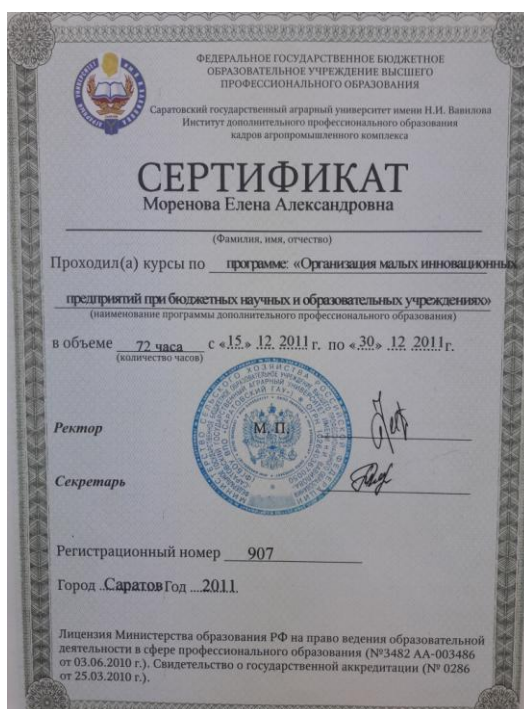 ФЕДЕРАЛЬНОЕ ГОСУДАРСТВЕННОЕ БЮДЖЕТНОЕ
ОБРАЗОВАТЕЛЬНОЕ УЧРЕЖДЕНИЕ ВЫСШЕГО
ПРОФЕССИОНАЛЬНОГО ОБРАЗОВАНИЯ
Саратовский государственный аграрный университет имени Н.И. Вавилова
Институт дополнительного профессионального образования
кадров агропромышленного комплекса
СЕРТИФИКАТ
Моренова Елена Александровна
(Фамилия, имя, отчество)
Проходил(а) курсы по программе: «Организация малых инновационных
предприятий при бюджетных научных и образовательных учреждениях»
(наименование программы дополнительного профессионального образования)
в объеме 72 часа с «15» 12 2011 г. по «30» 12 2011 г.
(количество часов)
Ректор
М. П.
Секретарь
Регистрационный номер 907
Город Саратов Год 2011
Лицензия Министерства образования РФ на право ведения образовательной
деятельности в сфере профессионального образования (№3482 АА-003486
от 03.06.2010 г.). Свидетельство о государственной аккредитации (№ 0286
от 25.03.2010 г.).